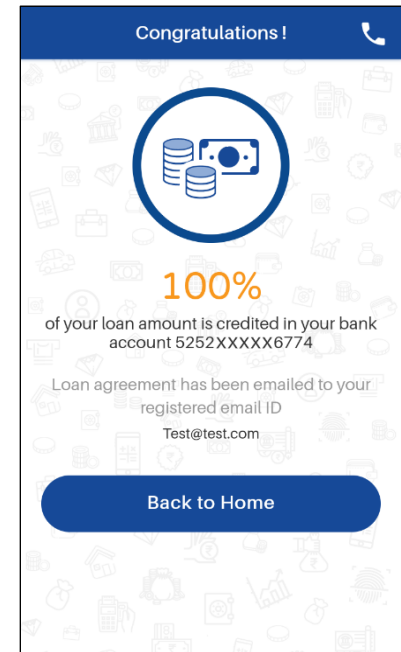 Congratulations !
100%
of your loan amount is credited in your bank
account 5252XXXXX6774
Loan agreement has been emailed to your
registered email ID
Test@test.com
Back to Home